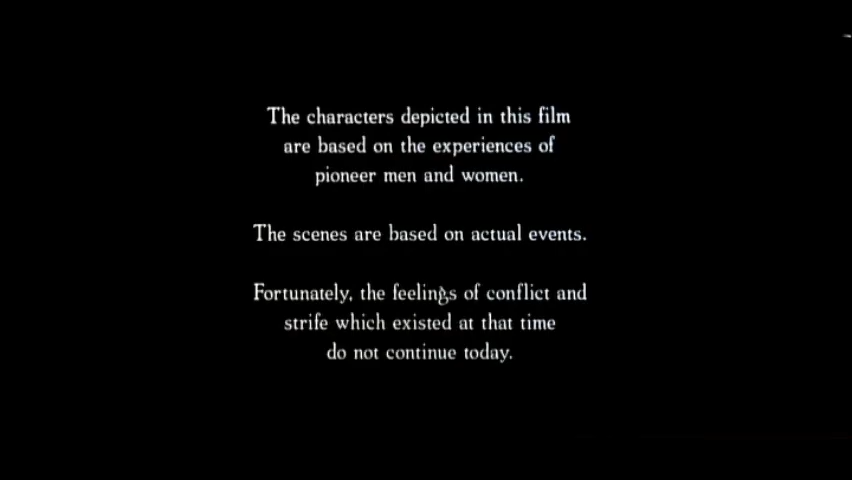 The characters depicted in this film
are based on the experiences of
pioneer men and women.
The scenes are based on actual events.
Fortunately, the feelings of conflict and
strife which existed at that time
do not continue today.